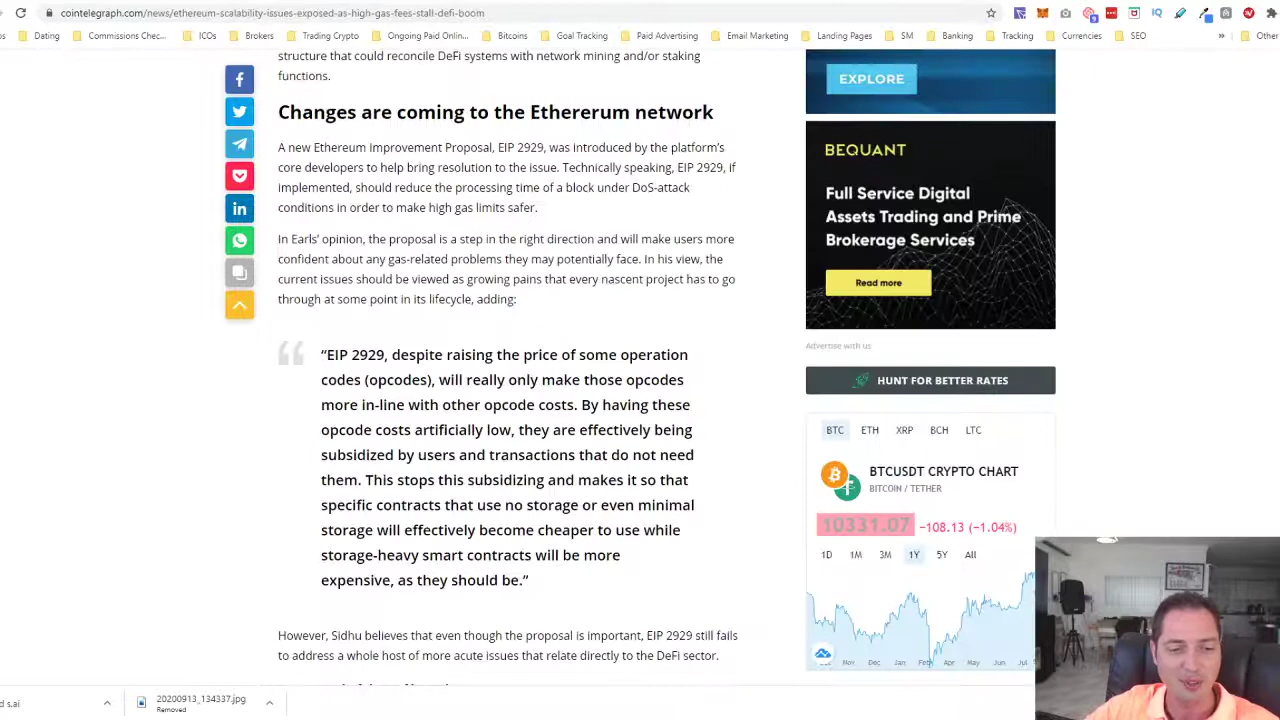 cointelegraph.com/news/ethereum-scalability-issues-exposed-as-high-gas-fees-stall-defi-boom
Dating
Commissions Chec...
ICOs
Brokers
Trading Crypto
Ongoing Paid Onlin...
Bitcoins
Goal Tracking
Paid Advertising
Email Marketing
Landing Pages
SM
Banking
Tracking
Currencies
SEO
»
Other
structure that could reconcile DeFi systems with network mining and/or staking
functions.
Changes are coming to the Ethererum network
A new Ethereum Improvement Proposal, EIP 2929, was introduced by the platform's
core developers to help bring resolution to the issue. Technically speaking, EIP 2929, if
implemented, should reduce the processing time of a block under DoS-attack
conditions in order to make high gas limits safer.
In Earls' opinion, the proposal is a step in the right direction and will make users more
confident about any gas-related problems they may potentially face. In his view, the
current issues should be viewed as growing pains that every nascent project has to go
through at some point in its lifecycle, adding:
“EIP 2929, despite raising the price of some operation
codes (opcodes), will really only make those opcodes
more in-line with other opcode costs. By having these
opcode costs artificially low, they are effectively being
subsidized by users and transactions that do not need
them. This stops this subsidizing and makes it so that
specific contracts that use no storage or even minimal
storage will effectively become cheaper to use while
storage-heavy smart contracts will be more
expensive, as they should be.”
However, Sidhu believes that even though the proposal is important, EIP 2929 still fails
to address a whole host of more acute issues that relate directly to the DeFi sector.
EXPLORE
BEQUANT
Full Service Digital
Assets Trading and Prime
Brokerage Services
Read more
Advertise with us
HUNT FOR BETTER RATES
BTC ETH XRP BCH LTC
BTCUSDT CRYPTO CHART
BITCOIN / TETHER
10331.07 −108.13 (−1.04%)
1D 1M 3M 1Y 5Y All
Nov Dec Jan Feb Apr May Jun Jul
d s.ai
20200913_134337.jpg
Removed